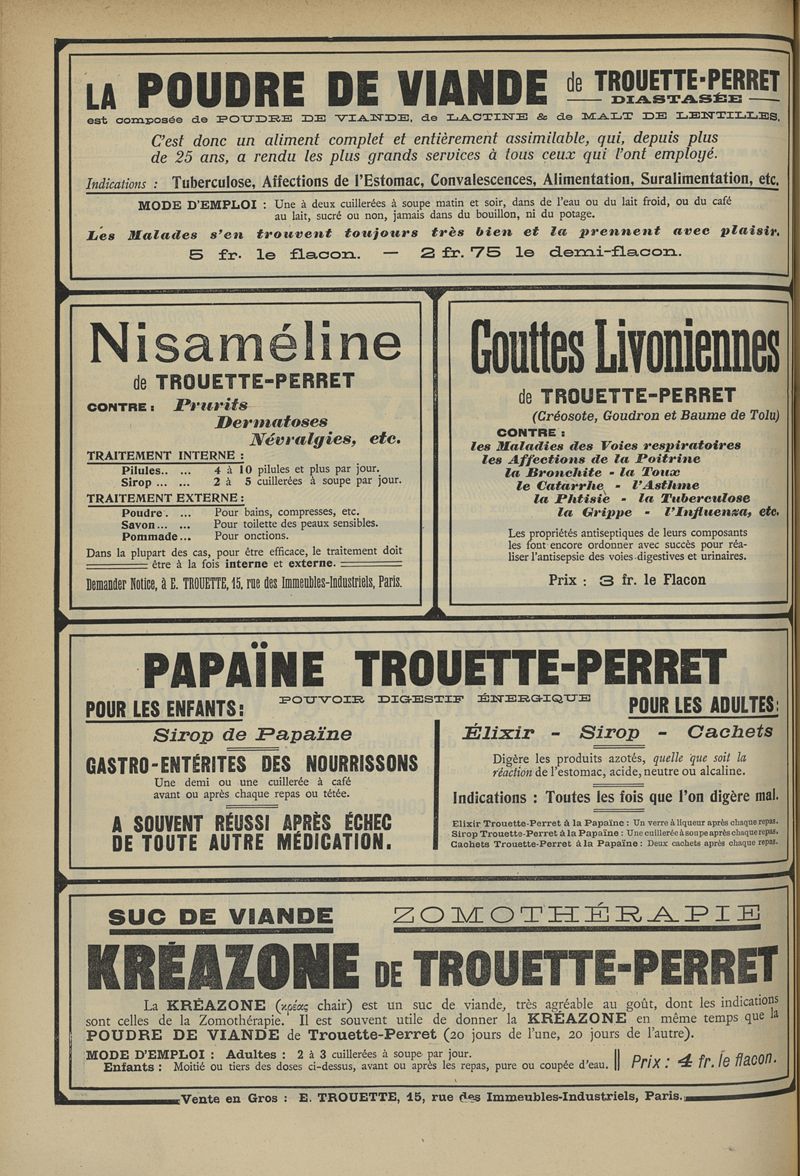 LA POUDRE DE VIANDE de TROUETTE-PERRET
DIASTASÉE
est composée de POUDRE DE VIANDE, de LACTINE & de MALT DE LENTILLES.
C'est donc un aliment complet et entièrement assimilable, qui, depuis plus
de 25 ans, a rendu les plus grands services à tous ceux qui l'ont employé.
Indications : Tuberculose, Affections de l'Estomac, Convalescences, Alimentation, Suralimentation, etc.
MODE D'EMPLOI : Une à deux cuillerées à soupe matin et soir, dans de l'eau ou du lait froid, ou du café
au lait, sucré ou non, jamais dans du bouillon, ni du potage.
Les Malades s'en trouvent toujours très bien et la prennent avec plaisir.
5 fr. le flacon. — 2 fr. 75 le demi-flacon.
Nisaméline
de TROUETTE-PERRET
CONTRE : Prurits
Dermatoses
Névralgies, etc.
TRAITEMENT INTERNE :
Pilules.. ... 4 à 10 pilules et plus par jour.
Sirop ... ... 2 à 5 cuillerées à soupe par jour.
TRAITEMENT EXTERNE :
Poudre. ... Pour bains, compresses, etc.
Savon... ... Pour toilette des peaux sensibles.
Pommade... Pour onctions.
Dans la plupart des cas, pour être efficace, le traitement doit
être à la fois interne et externe.
Demander Notice, à E. TROUETTE, 15, rue des Immeubles-Industriels, Paris.
Gouttes Livoniennes
de TROUETTE-PERRET
(Créosote, Goudron et Baume de Tolu)
CONTRE :
les Maladies des Voies respiratoires
les Affections de la Poitrine
la Bronchite - la Toux
le Catarrhe - l'Asthme
la Phtisie - la Tuberculose
la Grippe - l'Influenza, etc.
Les propriétés antiseptiques de leurs composants
les font encore ordonner avec succès pour réa-
liser l'antisepsie des voies digestives et urinaires.
Prix : 3 fr. le Flacon
PAPAÏNE TROUETTE-PERRET
POUVOIR DIGESTIF ÉNERGIQUE
POUR LES ENFANTS :
Sirop de Papaïne
GASTRO-ENTÉRITES DES NOURRISSONS
Une demi ou une cuillerée à café
avant ou après chaque repas ou tétée.
A SOUVENT RÉUSSI APRÈS ÉCHEC
DE TOUTE AUTRE MÉDICATION.
POUR LES ADULTES :
Élixir - Sirop - Cachets
Digère les produits azotés, quelle que soit la
réaction de l'estomac, acide, neutre ou alcaline.
Indications : Toutes les fois que l'on digère mal.
Elixir Trouette-Perret à la Papaïne : Un verre à liqueur après chaque repas.
Sirop Trouette-Perret à la Papaïne : Une cuillerée à soupe après chaque repas.
Cachets Trouette-Perret à la Papaïne : Deux cachets après chaque repas.
SUC DE VIANDE ZOMOTHÉRAPIE
KRÉAZONE DE TROUETTE-PERRET
La KRÉAZONE (κρέας chair) est un suc de viande, très agréable au goût, dont les indications
sont celles de la Zomothérapie. Il est souvent utile de donner la KRÉAZONE en même temps que la
POUDRE DE VIANDE de Trouette-Perret (20 jours de l'une, 20 jours de l'autre).
MODE D'EMPLOI : Adultes : 2 à 3 cuillerées à soupe par jour.
Enfants : Moitié ou tiers des doses ci-dessus, avant ou après les repas, pure ou coupée d'eau.
Prix : 4 fr. le flacon.
Vente en Gros : E. TROUETTE, 15, rue des Immeubles-Industriels, Paris.